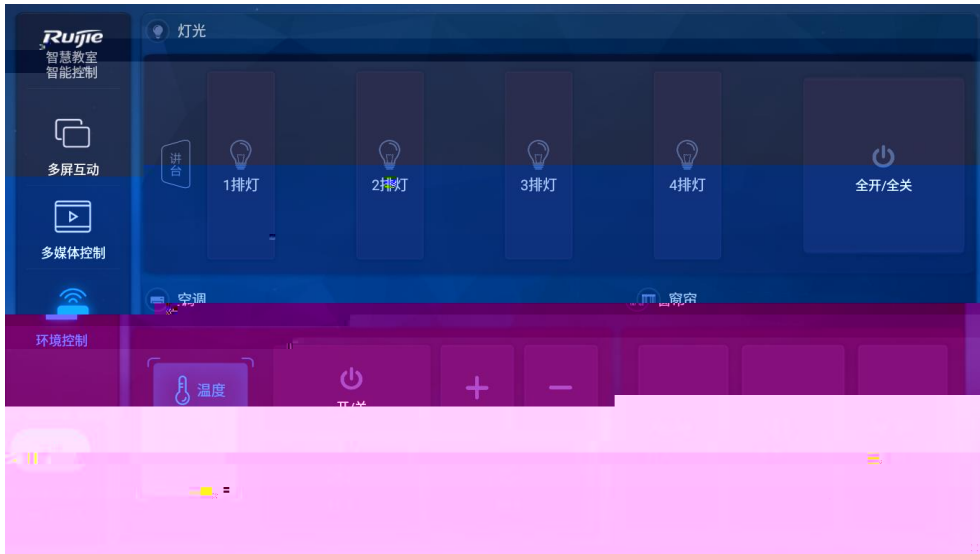 Ruijie
智慧教室
智能控制
多屏互动
多媒体控制
环境控制
灯光
讲台
1排灯
2排灯
3排灯
4排灯
全开/全关
空调
窗帘
温度
开/关